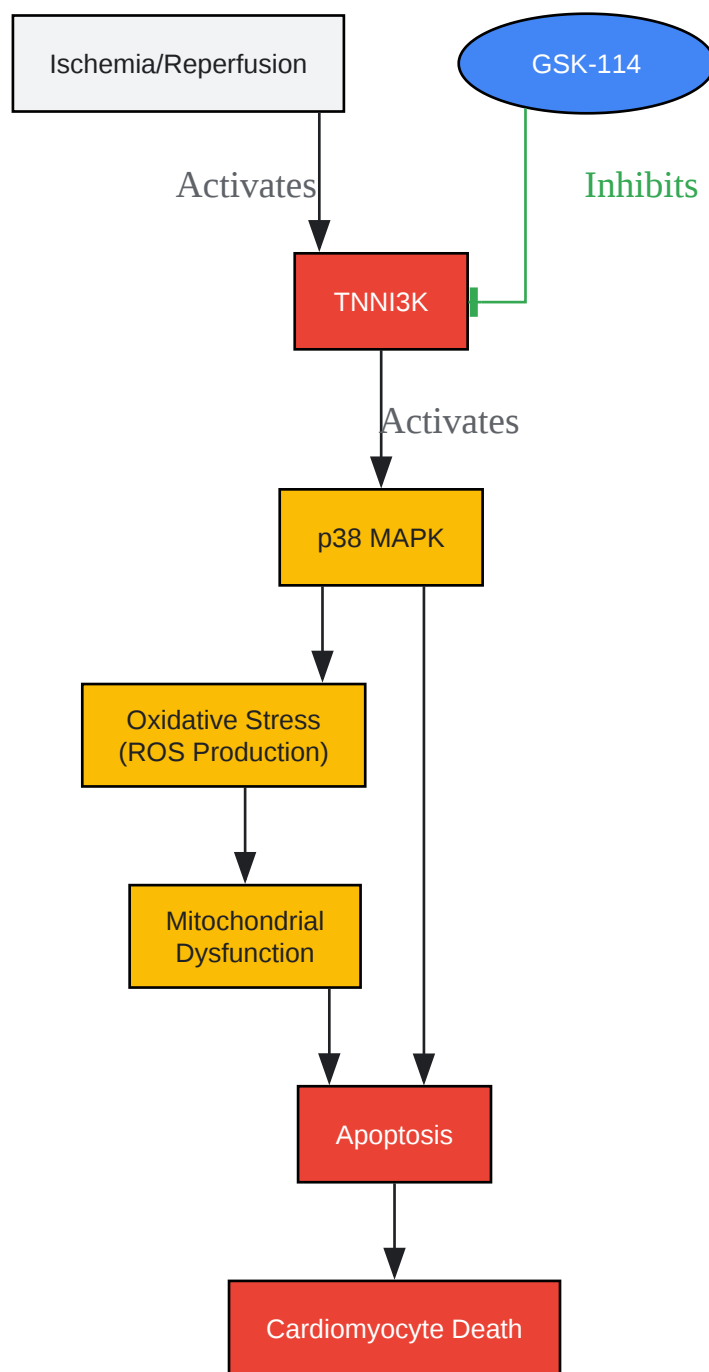 Ischemia/Reperfusion
GSK-114
Activates
Inhibits
TNNI3K
Activates
p38 MAPK
Oxidative Stress
(ROS Production)
Mitochondrial
Dysfunction
Apoptosis
Cardiomyocyte Death